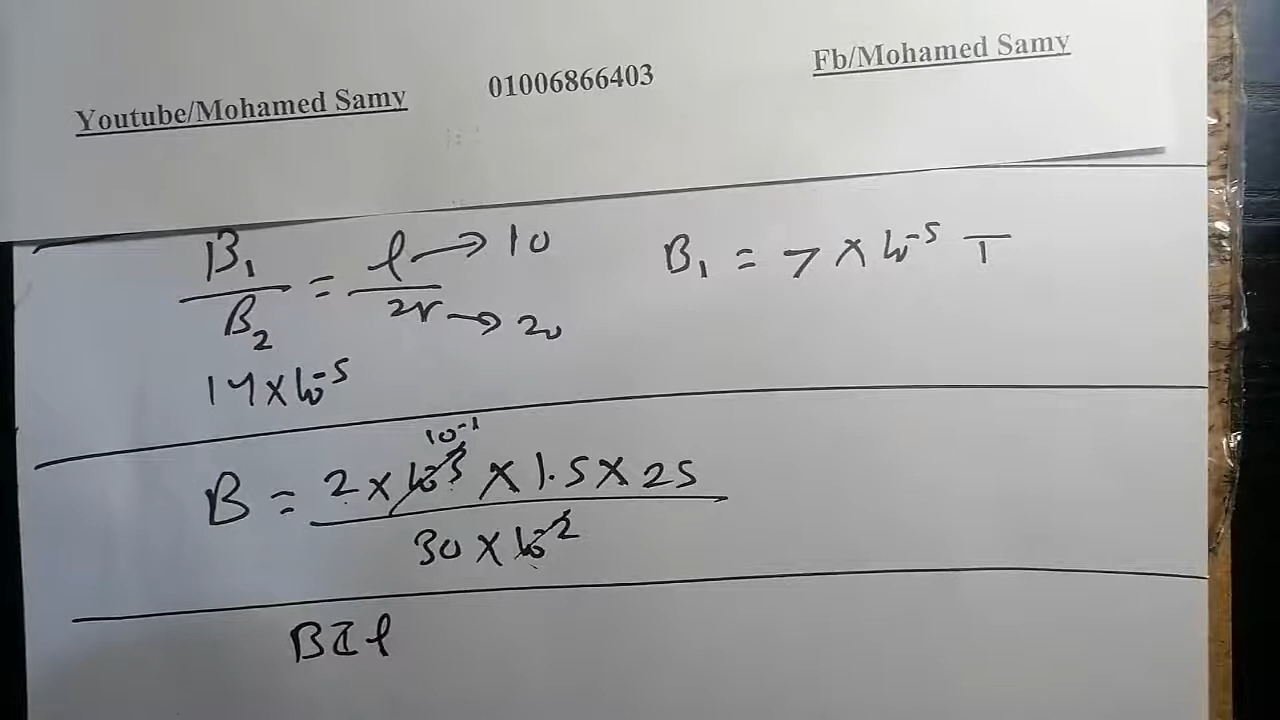 Youtube/Mohamed Samy 01006866403 Fb/Mohamed Samy
B₁/B₂ = l → 10 / 2r → 20 B₁ = 7 × 10⁻⁵ T
14 × 10⁻⁵
10⁻¹
B = 2 × 10⁻³ × 1.5 × 25 / 30 × 10⁻²
BIl